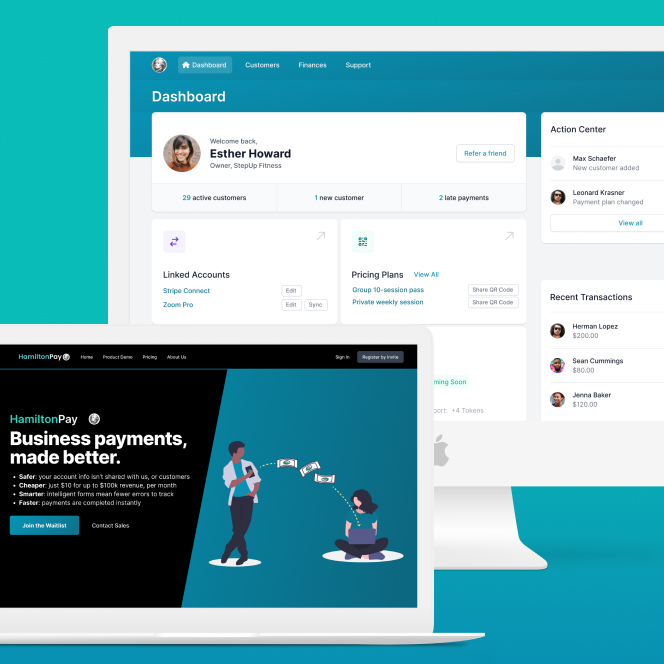 Dashboard
Customers
Finances
Support
Dashboard
Welcome back,
Esther Howard
Owner, StepUp Fitness
Refer a friend
29 active customers
1 new customer
2 late payments
Action Center
Max Schaefer
New customer added
Leonard Krasner
Payment plan changed
View all
Linked Accounts
Stripe Connect
Edit
Zoom Pro
Edit
Sync
Pricing Plans
View All
Group 10-session pass
Share QR Code
Private weekly session
Share QR Code
Recent Transactions
Herman Lopez
$200.00
Sean Cummings
$80.00
Jenna Baker
$120.00
ming Soon
port: +4 Tokens
HamiltonPay
Home
Product Demo
Pricing
About Us
Sign In
Register by Invite
HamiltonPay
Business payments,
made better.
• Safer: your account info isn't shared with us, or customers
• Cheaper: just $10 for up to $100k revenue, per month
• Smarter: intelligent forms mean fewer errors to track
• Faster: payments are completed instantly
Join the Waitlist
Contact Sales